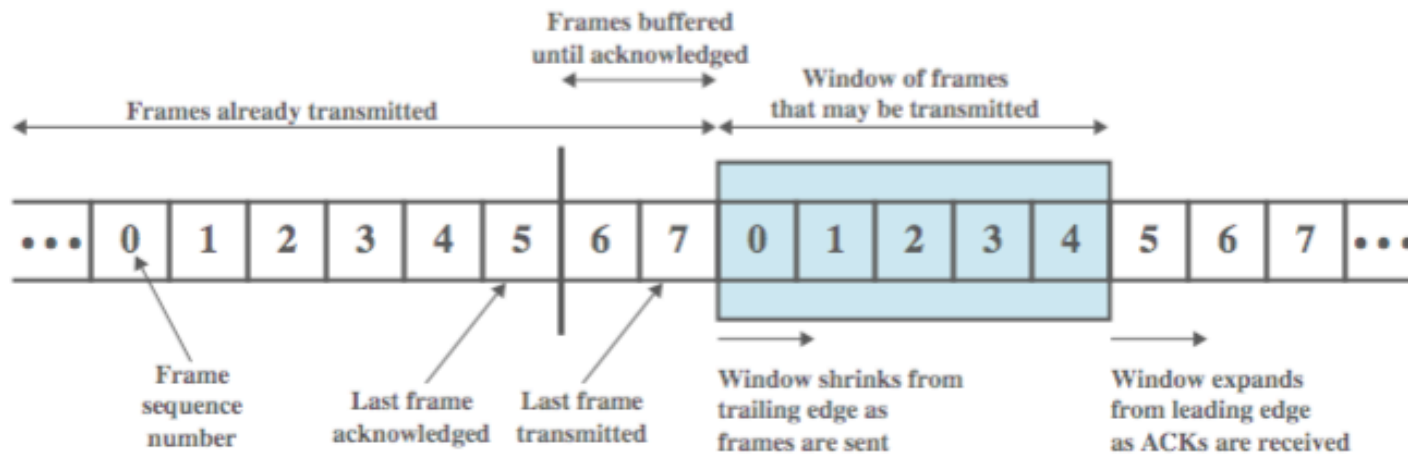 Frames buffered
until acknowledged
Window of frames
that may be transmitted
Frames already transmitted
••• 0 1 2 3 4 5 6 7 0 1 2 3 4 5 6 7 •••
Frame
sequence
number
Last frame
acknowledged
Last frame
transmitted
Window shrinks from
trailing edge as
frames are sent
Window expands
from leading edge
as ACKs are received